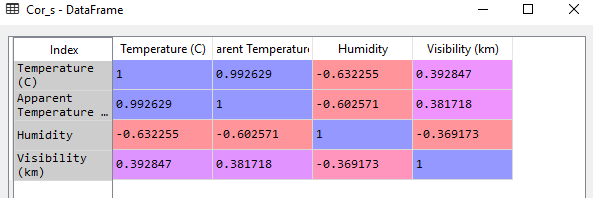 Cor_s - DataFrame
Index Temperature (C) arent Temperature Humidity Visibility (km)
Temperature
(C) 1 0.992629 -0.632255 0.392847
Apparent
Temperature … 0.992629 1 -0.602571 0.381718
Humidity -0.632255 -0.602571 1 -0.369173
Visibility
(km) 0.392847 0.381718 -0.369173 1